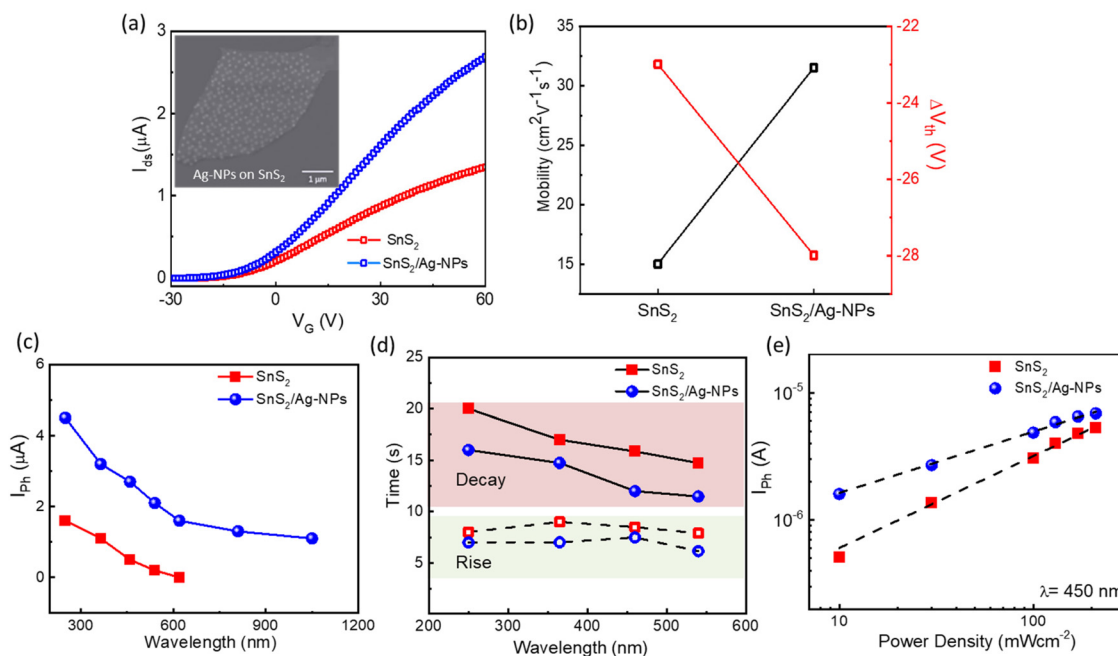 (a)
3
2
1
0
-30
0
30
60
I_ds (μA)
V_G (V)
Ag-NPs on SnS₂
1 μm
SnS₂
SnS₂/Ag-NPs
(b)
35
30
25
20
15
Mobility (cm²V⁻¹s⁻¹)
SnS₂
SnS₂/Ag-NPs
-22
-23
-24
-26
-28
ΔV_th (V)
(c)
6
4
2
0
I_Ph (μA)
300
600
900
1200
Wavelength (nm)
SnS₂
SnS₂/Ag-NPs
(d)
25
20
15
10
5
0
Time (s)
200
300
400
500
600
Wavelength (nm)
SnS₂
SnS₂/Ag-NPs
Decay
Rise
(e)
10⁻⁵
10⁻⁶
I_Ph (A)
10
100
Power Density (mWcm⁻²)
SnS₂
SnS₂/Ag-NPs
λ= 450 nm